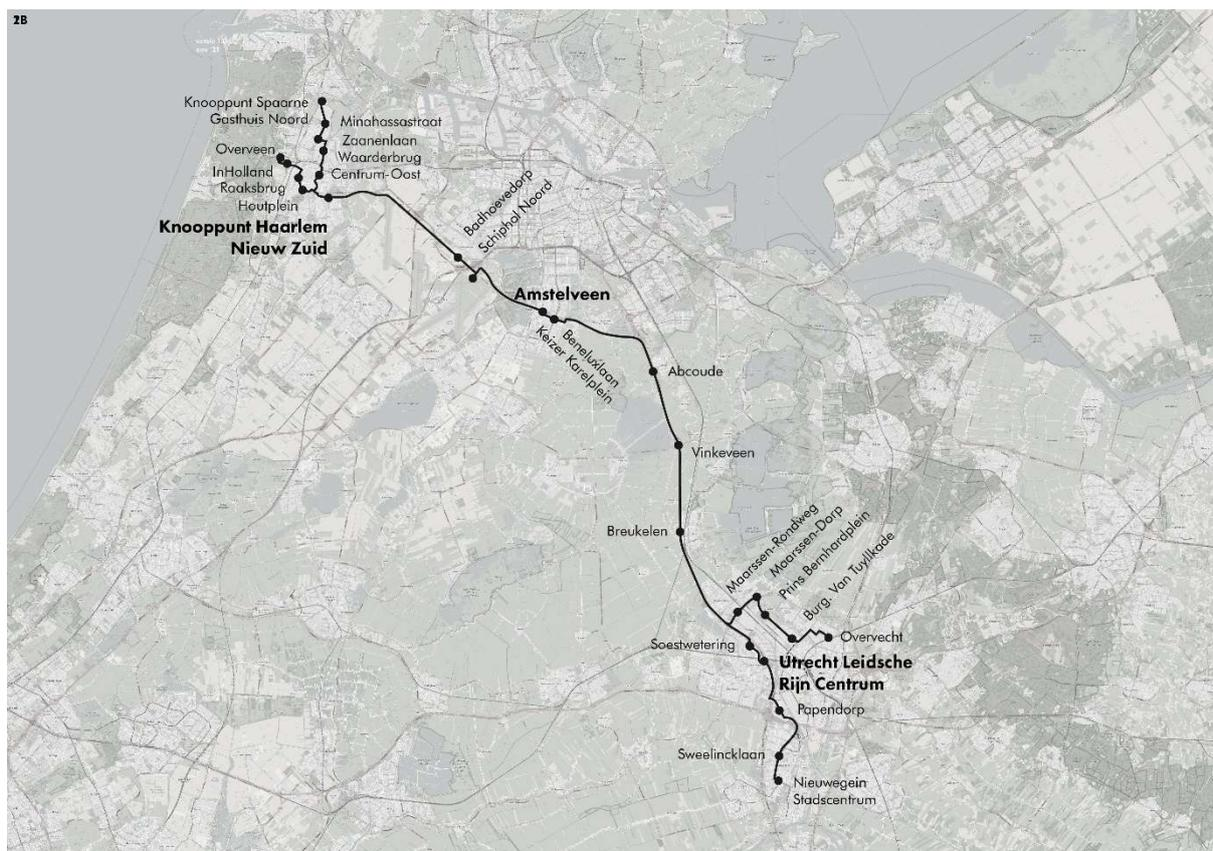 2B
Knooppunt Spaarne
Gasthuis Noord
Minahassastraat
Zaanenlaan
Overveen
Waarderbrug
InHolland
Centrum-Oost
Raaksbrug
Houtplein
Knooppunt Haarlem
Nieuw Zuid
Badhoevedorp
Schiphol Noord
Amstelveen
Beneluxlaan
Keizer Karelplein
Abcoude
Vinkeveen
Breukelen
Maarssen-Rondweg
Maarssen-Dorp
Prins Bernhardplein
Burg. Van Tuyllkade
Overvecht
Soestwetering
Utrecht Leidsche
Rijn Centrum
Papendorp
Sweelincklaan
Nieuwegein
Stadscentrum